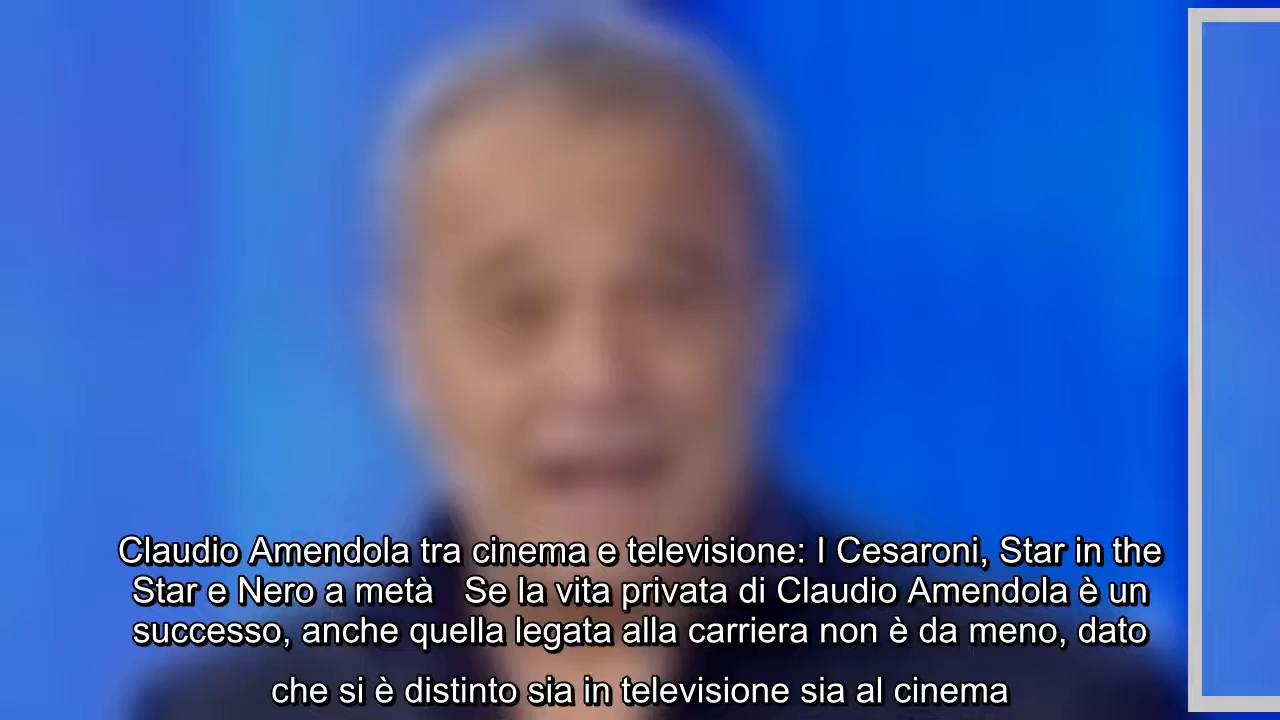 Claudio Amendola tra cinema e televisione: I Cesaroni, Star in the
Star e Nero a metà   Se la vita privata di Claudio Amendola è un
successo, anche quella legata alla carriera non è da meno, dato
che si è distinto sia in televisione sia al cinema